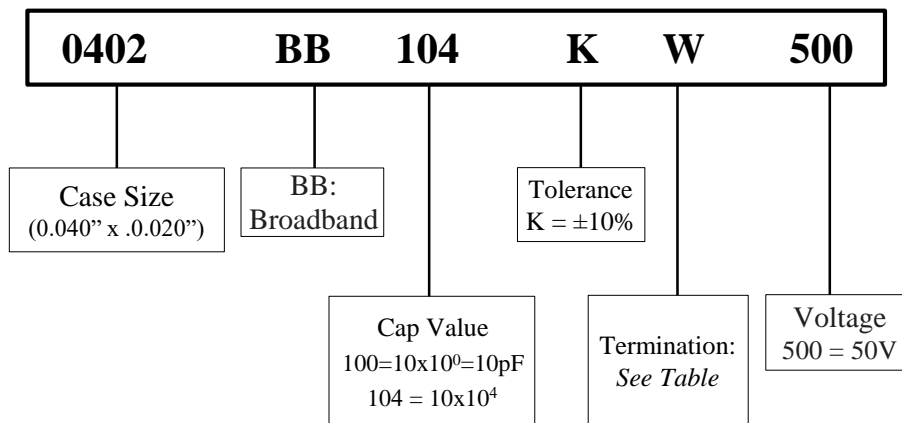 0402 BB 104 K W 500
Case Size
(0.040” x .0.020”)
BB:
Broadband
Tolerance
K = ±10%
Cap Value
100=10x10⁰=10pF
104 = 10x10⁴
Termination:
See Table
Voltage
500 = 50V